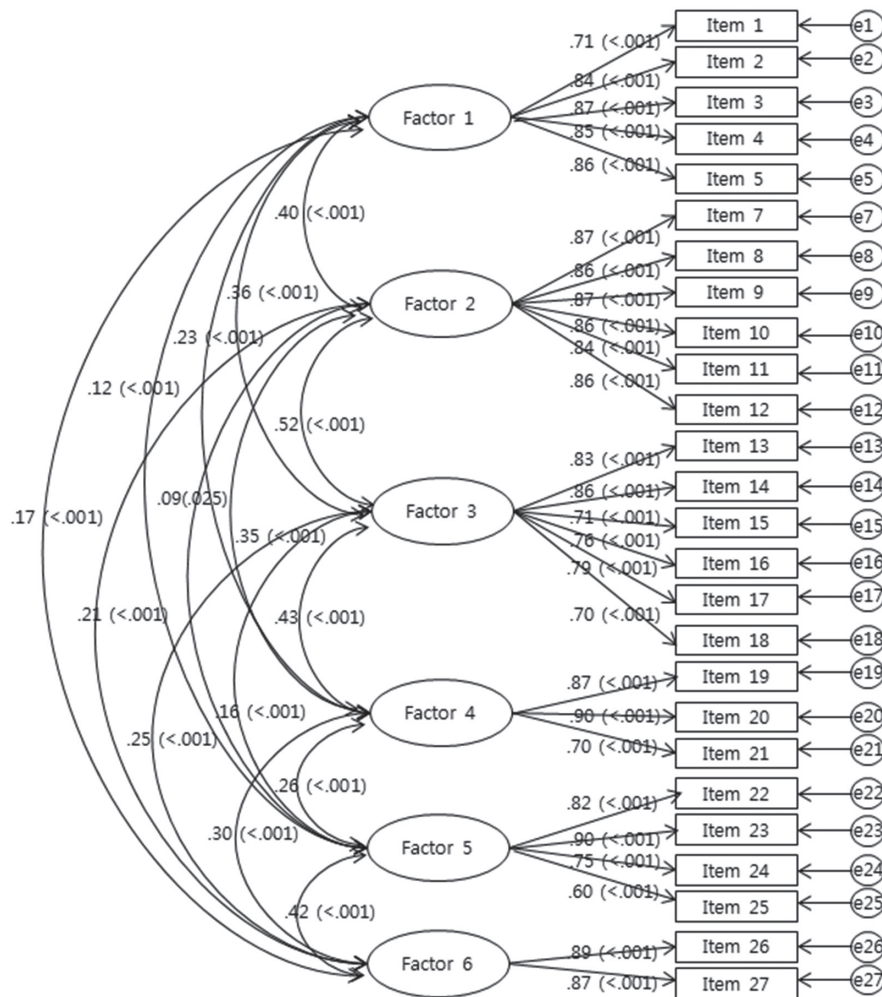 Item 1
e1
.71 (<.001)
Item 2
e2
.84 (<.001)
Item 3
e3
.87 (<.001)
Factor 1
.85 (<.001)
Item 4
e4
.86 (<.001)
Item 5
e5
.40 (<.001)
Item 7
e7
.87 (<.001)
Item 8
e8
.86 (<.001)
.36 (<.001)
Item 9
e9
.87 (<.001)
Factor 2
.86 (<.001)
Item 10
e10
.23 (<.001)
.84 (<.001)
Item 11
e11
.12 (<.001)
.86 (<.001)
Item 12
e12
.52 (<.001)
Item 13
e13
.83 (<.001)
Item 14
e14
.86 (<.001)
.09(.025)
Factor 3
.17 (<.001)
.71 (<.001)
Item 15
e15
.35 (<.001)
.76 (<.001)
Item 16
e16
.79 (<.001)
Item 17
e17
.21 (<.001)
.43 (<.001)
.70 (<.001)
Item 18
e18
Item 19
e19
.87 (<.001)
.16 (<.001)
Factor 4
.90 (<.001)
Item 20
e20
.25 (<.001)
.70 (<.001)
Item 21
e21
.26 (<.001)
Item 22
e22
.82 (<.001)
.30 (<.001)
Item 23
e23
.90 (<.001)
Factor 5
.75 (<.001)
Item 24
e24
.60 (<.001)
Item 25
e25
.42 (<.001)
Item 26
e26
.89 (<.001)
Factor 6
.87 (<.001)
Item 27
e27